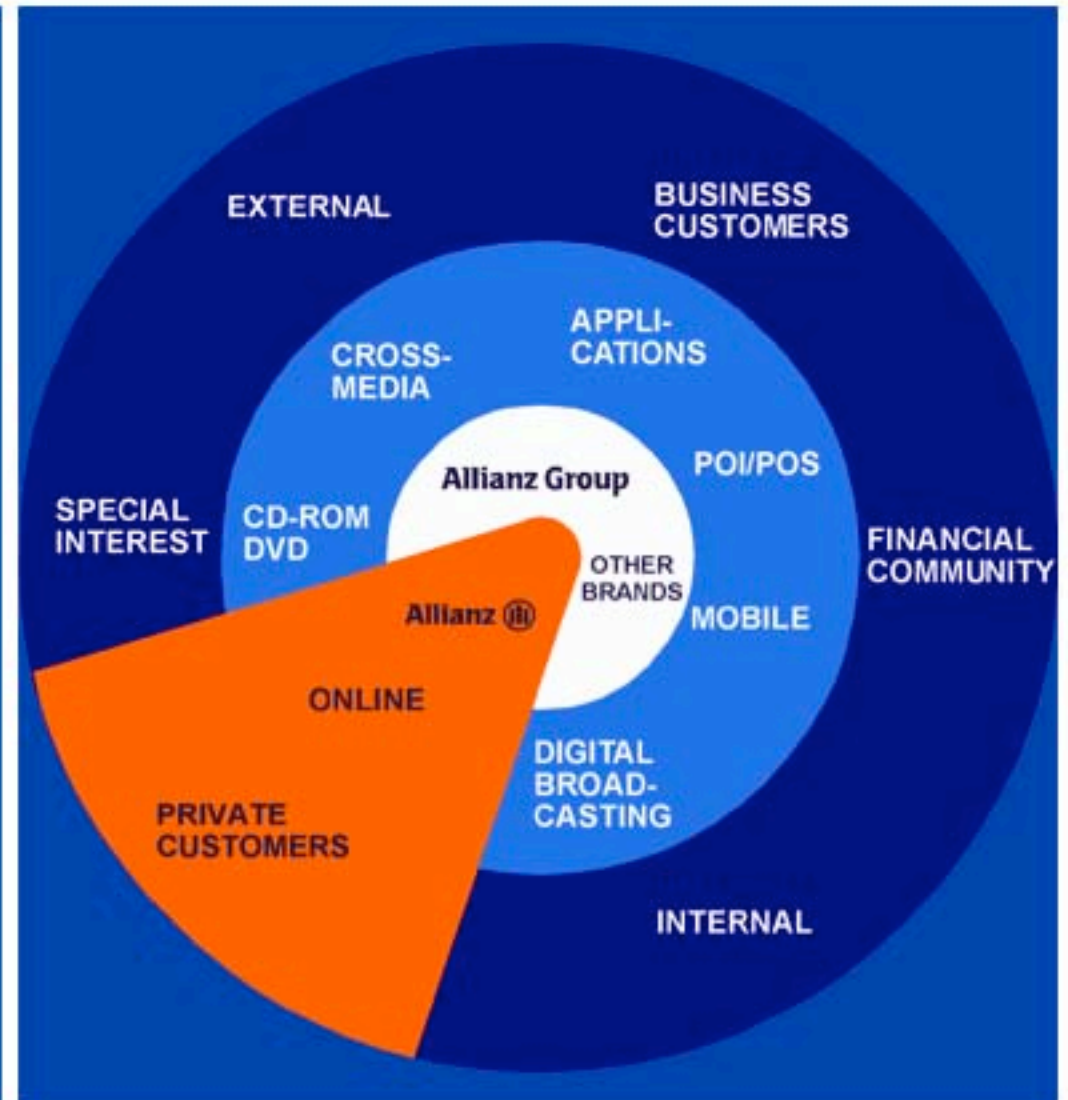 EXTERNAL
BUSINESS
CUSTOMERS
APPLI-
CATIONS
CROSS-
MEDIA
POI/POS
Allianz Group
SPECIAL
INTEREST
CD-ROM
DVD
FINANCIAL
COMMUNITY
OTHER
BRANDS
Allianz
MOBILE
ONLINE
DIGITAL
BROAD-
CASTING
PRIVATE
CUSTOMERS
INTERNAL